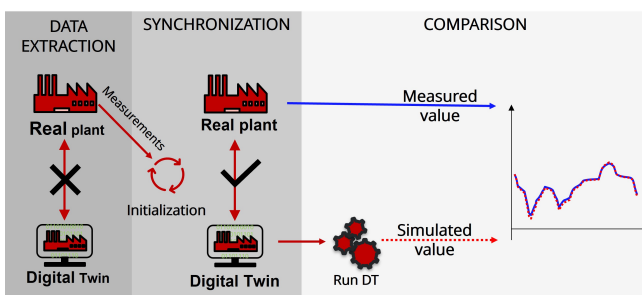 DATA
EXTRACTION
SYNCHRONIZATION
COMPARISON
Real plant
Measurements
Initialization
Digital Twin
Real plant
Digital Twin
Run DT
Measured
value
Simulated
value